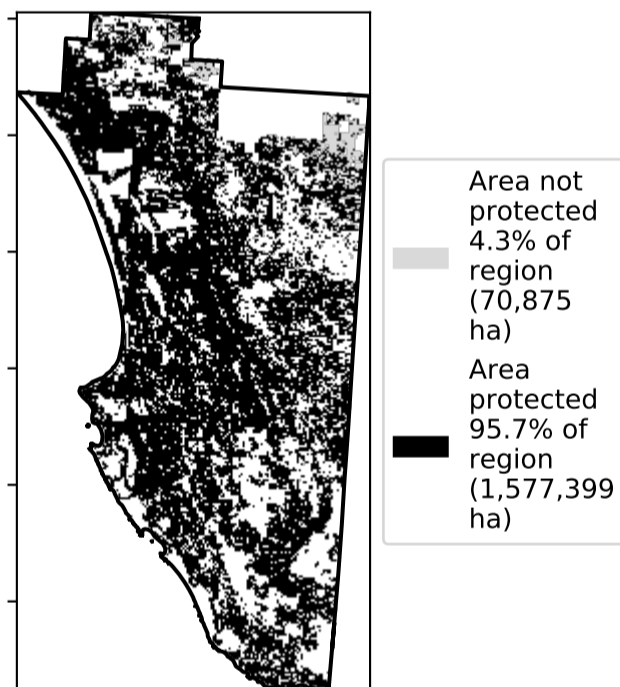 Area not
protected
4.3% of
region
(70,875
ha)
Area
protected
95.7% of
region
(1,577,399
ha)